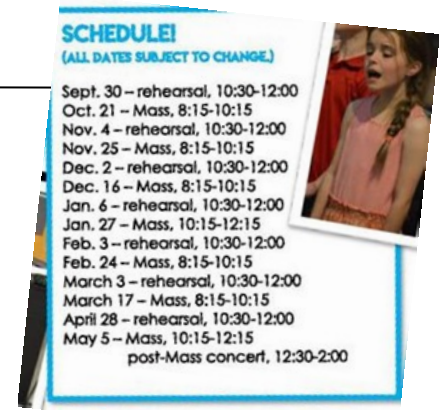 SCHEDULE!
(ALL DATES SUBJECT TO CHANGE.)
Sept. 30 – rehearsal, 10:30-12:00
Oct. 21 – Mass, 8:15-10:15
Nov. 4 – rehearsal, 10:30-12:00
Nov. 25 – Mass, 8:15-10:15
Dec. 2 – rehearsal, 10:30-12:00
Dec. 16 – Mass, 8:15-10:15
Jan. 6 – rehearsal, 10:30-12:00
Jan. 27 – Mass, 10:15-12:15
Feb. 3 – rehearsal, 10:30-12:00
Feb. 24 – Mass, 8:15-10:15
March 3 – rehearsal, 10:30-12:00
March 17 – Mass, 8:15-10:15
April 28 – rehearsal, 10:30-12:00
May 5 – Mass, 10:15-12:15
post-Mass concert, 12:30-2:00